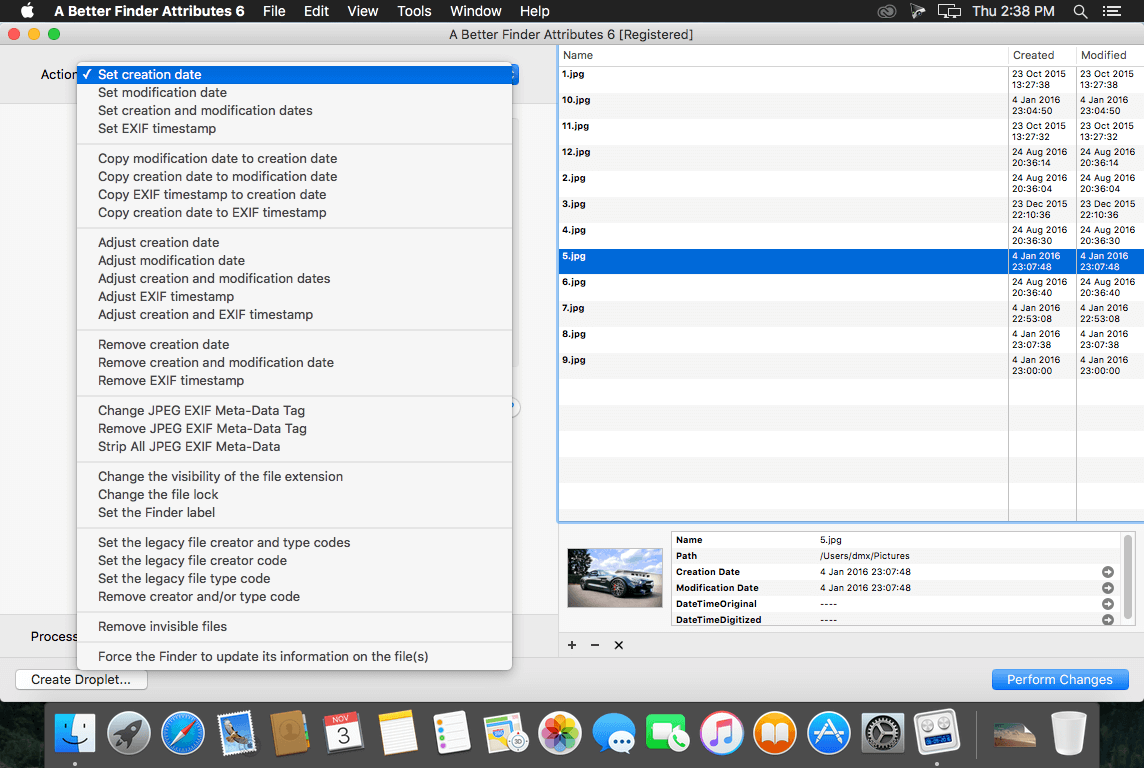 A Better Finder Attributes 6 File Edit View Tools Window Help Thu 2:38 PM
A Better Finder Attributes 6 [Registered]
Action
✓ Set creation date
Set modification date
Set creation and modification dates
Set EXIF timestamp
Copy modification date to creation date
Copy creation date to modification date
Copy EXIF timestamp to creation date
Copy creation date to EXIF timestamp
Adjust creation date
Adjust modification date
Adjust creation and modification dates
Adjust EXIF timestamp
Adjust creation and EXIF timestamp
Remove creation date
Remove creation and modification date
Remove EXIF timestamp
Change JPEG EXIF Meta-Data Tag
Remove JPEG EXIF Meta-Data Tag
Strip All JPEG EXIF Meta-Data
Change the visibility of the file extension
Change the file lock
Set the Finder label
Set the legacy file creator and type codes
Set the legacy file creator code
Set the legacy file type code
Remove creator and/or type code
Remove invisible files
Force the Finder to update its information on the file(s)
Process
Create Droplet...
Name Created Modified
1.jpg 23 Oct 2015 23 Oct 2015
13:27:38 13:27:38
10.jpg 4 Jan 2016 4 Jan 2016
23:04:50 23:04:50
11.jpg 23 Oct 2015 23 Oct 2015
13:27:32 13:27:32
12.jpg 24 Aug 2016 24 Aug 2016
20:36:14 20:36:14
2.jpg 24 Aug 2016 24 Aug 2016
20:36:04 20:36:04
3.jpg 23 Dec 2015 23 Dec 2015
22:10:36 22:10:36
4.jpg 24 Aug 2016 24 Aug 2016
20:36:30 20:36:30
5.jpg 4 Jan 2016 4 Jan 2016
23:07:48 23:07:48
6.jpg 24 Aug 2016 24 Aug 2016
20:36:40 20:36:40
7.jpg 4 Jan 2016 4 Jan 2016
22:53:08 22:53:08
8.jpg 4 Jan 2016 4 Jan 2016
23:07:38 23:07:38
9.jpg 4 Jan 2016 4 Jan 2016
23:00:00 23:00:00
Name 5.jpg
Path /Users/dmx/Pictures
Creation Date 4 Jan 2016 23:07:48
Modification Date 4 Jan 2016 23:07:48
DateTimeOriginal ----
DateTimeDigitized ----
Perform Changes
NOV
3